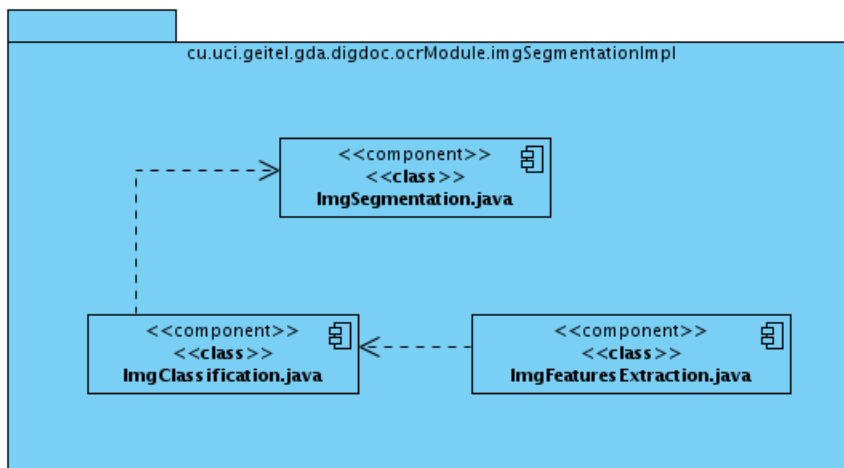 cu.uci.geitel.gda.digdoc.ocrModule.imgSegmentationImpl
<<component>>
<<class>>
ImgSegmentation.java
<<component>>
<<class>>
ImgClassification.java
<<component>>
<<class>>
ImgFeaturesExtraction.java